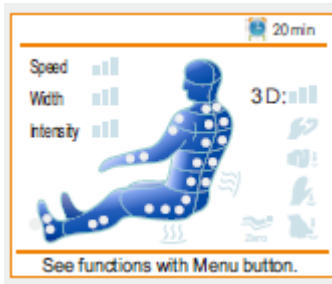 20min
Speed
Width
Intensity
3D:
Zero
See functions with Menu button.